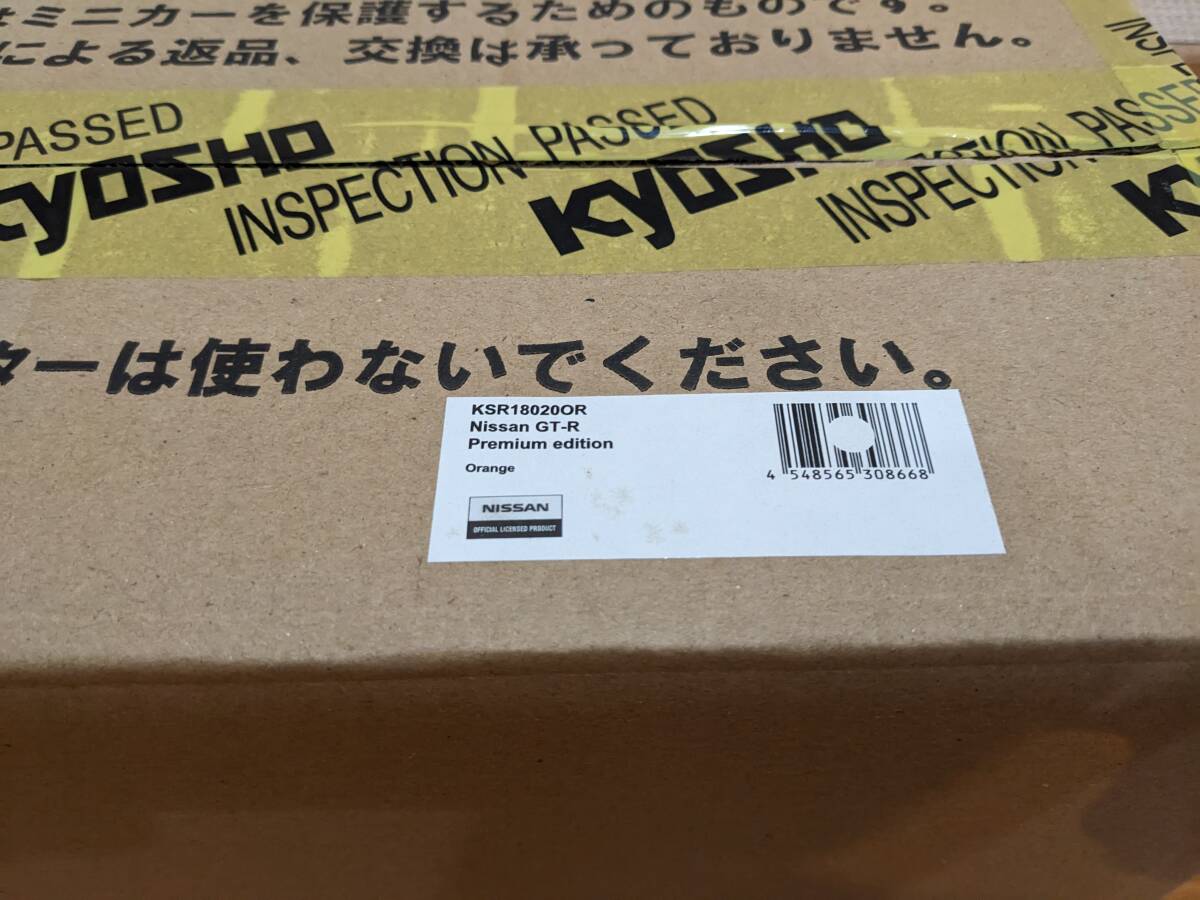 ミニカーを保護するためのものです。
による返品、交換は承っておりません。
PASSED
KYOSHO
INSPECTION PASSED
KYOSHO
INSPECTION PASSED
ターは使わないでください。
KSR18020OR
Nissan GT-R
Premium edition
Orange
NISSAN
OFFICIAL LICENSED PRODUCT
4 548565 308668